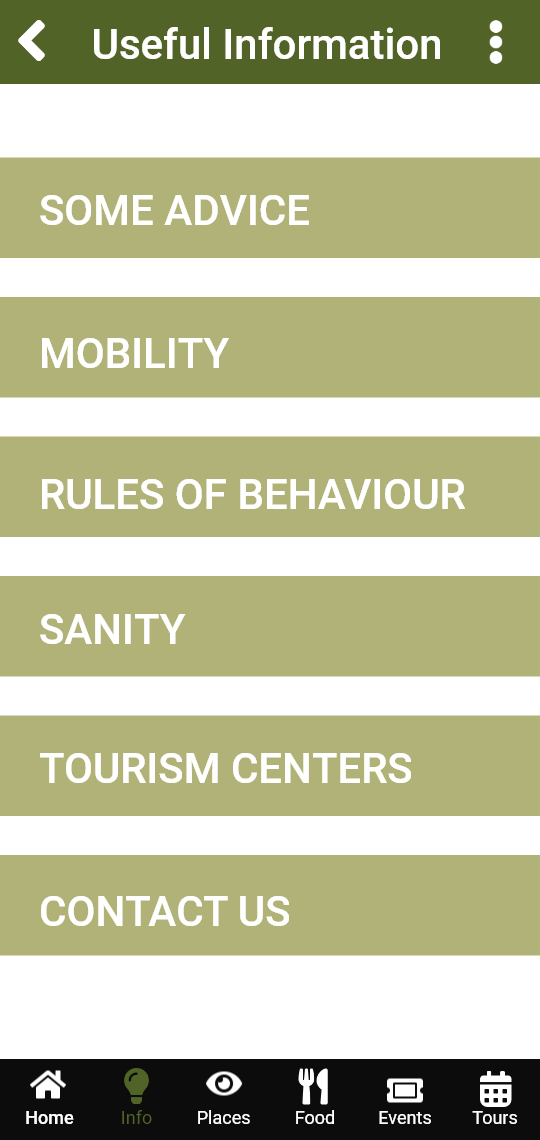 Useful Information
SOME ADVICE
MOBILITY
RULES OF BEHAVIOUR
SANITY
TOURISM CENTERS
CONTACT US
Home Info Places Food Events Tours